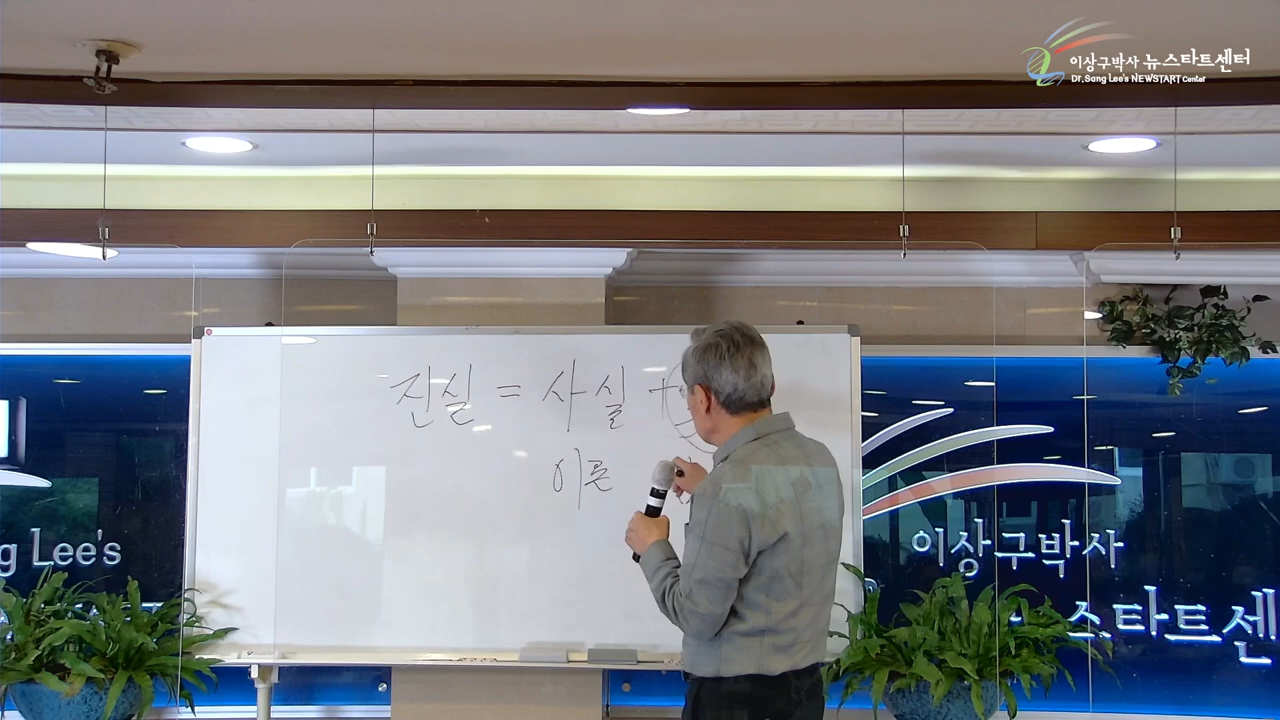 이상구박사 뉴스타트센터
Dr. Sang Lee's NEWSTART Center
진실 = 사실 +
이론
g Lee's
이상구박사
스타트센